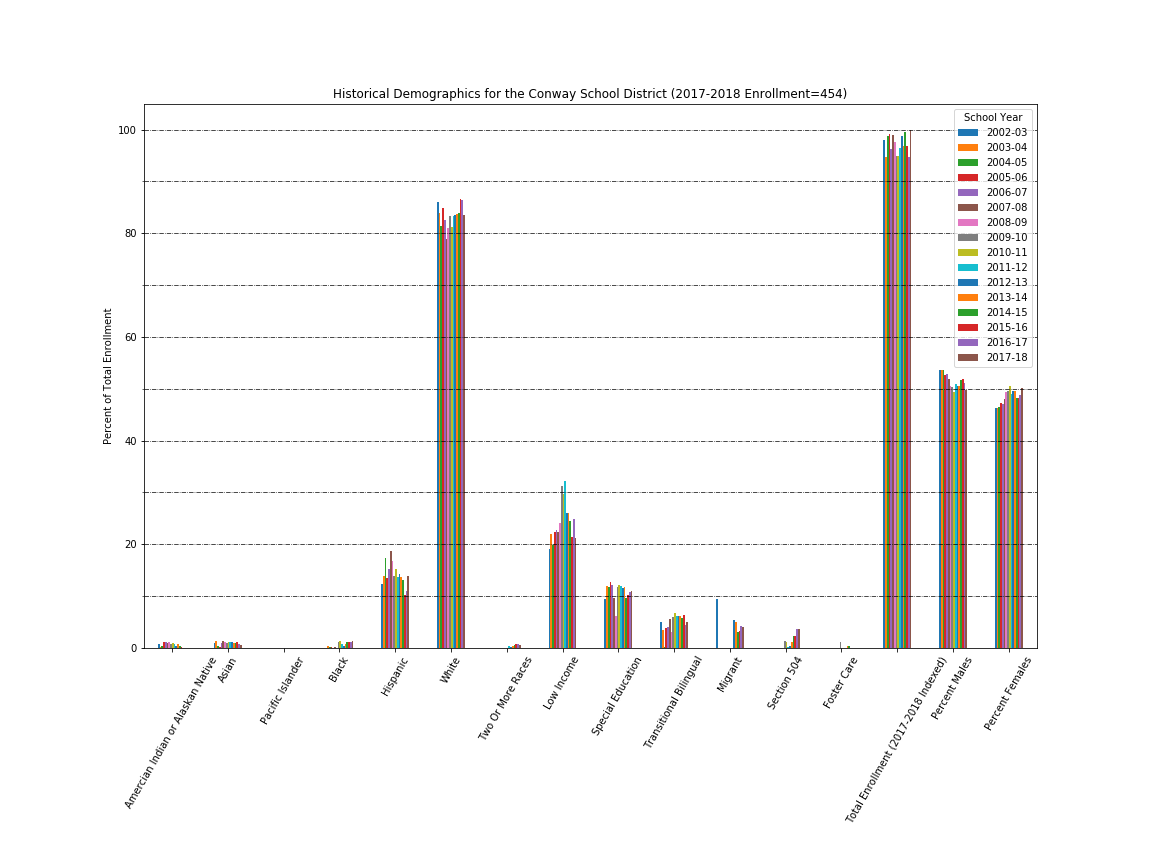 Historical Demographics for the Conway School District (2017-2018 Enrollment=454)
School Year
2002-03
2003-04
2004-05
2005-06
2006-07
2007-08
2008-09
2009-10
2010-11
2011-12
2012-13
2013-14
2014-15
2015-16
2016-17
2017-18
Percent of Total Enrollment
100
80
60
40
20
0
Amercian Indian or Alaskan Native
Asian
Pacific Islander
Black
Hispanic
White
Two Or More Races
Low Income
Special Education
Transitional Bilingual
Migrant
Section 504
Foster Care
Total Enrollment (2017-2018 Indexed)
Percent Males
Percent Females